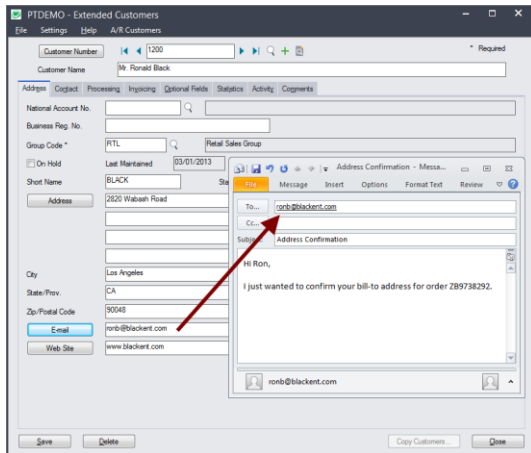 PTDEMO - Extended Customers
File Settings Help A/R Customers
Customer Number 1200 * Required
Customer Name Mr. Ronald Black
Address Contact Processing Invoicing Optional Fields Statistics Activity Comments
National Account No.
Business Reg. No.
Group Code * RTL Retail Sales Group
On Hold Last Maintained 03/01/2013
Short Name BLACK Sta
Address 2820 Wabash Road
City Los Angeles
State/Prov. CA
Zip/Postal Code 90048
E-mail ronb@blackent.com
Web Site www.blackent.com
Address Confirmation - Messa...
File Message Insert Options Format Text Review
To... ronb@blackent.com
Cc...
Subject: Address Confirmation
Hi Ron,
I just wanted to confirm your bill-to address for order ZB9738292.
ronb@blackent.com
Save Delete Copy Customers... Close